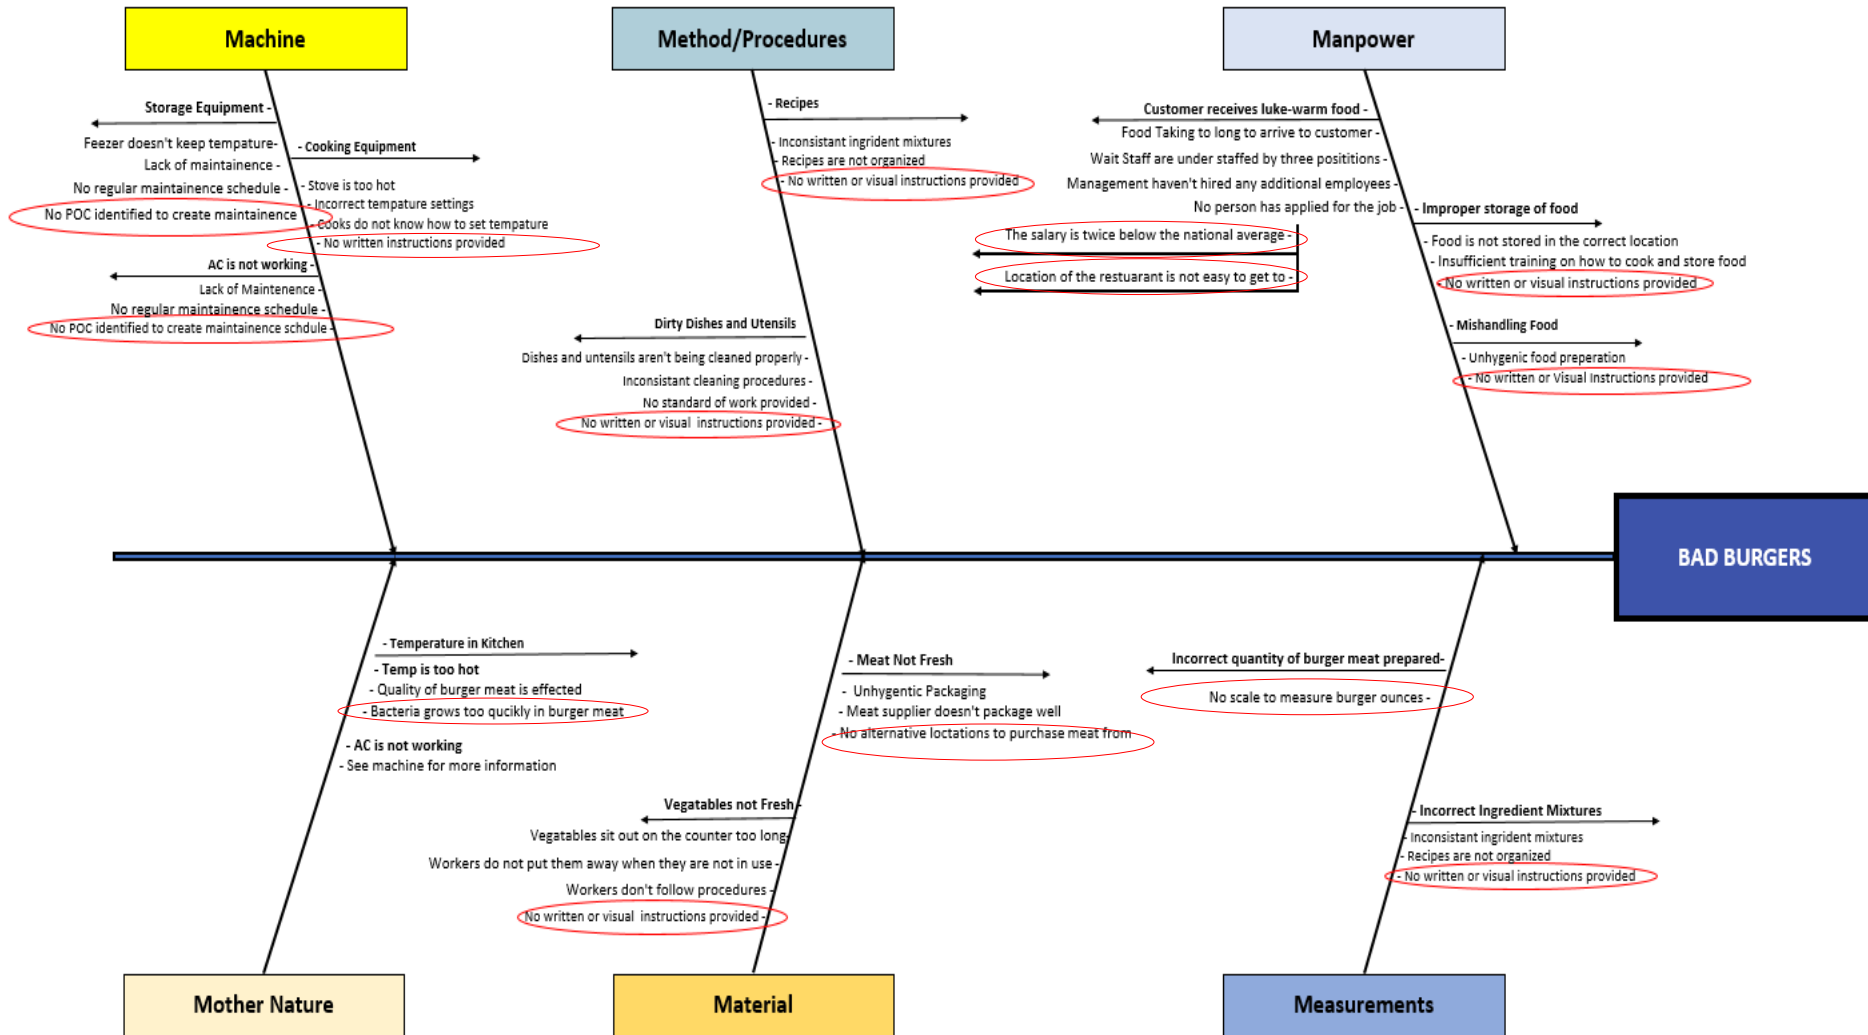 Machine
Storage Equipment -
Feezer doesn't keep tempature-
Lack of maintainence -
No regular maintainence schedule -
No POC identified to create maintainence
- Cooking Equipment
- Stove is too hot
- Incorrect tempature settings
- Cooks do not know how to set tempature
- No written instructions provided
AC is not working -
Lack of Maintenence -
No regular maintainence schedule -
No POC identified to create maintainence schdule -
Method/Procedures
- Recipes
- Inconsistant ingrident mixtures
- Recipes are not organized
- No written or visual instructions provided
Dirty Dishes and Utensils
Dishes and untensils aren't being cleaned properly -
Inconsistant cleaning procedures -
No standard of work provided -
No written or visual instructions provided -
Manpower
Customer receives luke-warm food -
Food Taking to long to arrive to customer -
Wait Staff are under staffed by three posititions -
Management haven't hired any additional employees -
No person has applied for the job -
The salary is twice below the national average -
Location of the restuarant is not easy to get to -
- Improper storage of food
- Food is not stored in the correct location
- Insufficient training on how to cook and store food
- No written or visual instructions provided
- Mishandling Food
- Unhygenic food preperation
- No written or Visual Instructions provided
BAD BURGERS
- Temperature in Kitchen
- Temp is too hot
- Quality of burger meat is effected
- Bacteria grows too qucikly in burger meat
- AC is not working
- See machine for more information
Mother Nature
- Meat Not Fresh
- Unhygentic Packaging
- Meat supplier doesn't package well
- No alternative loctations to purchase meat from
Vegatables not Fresh -
Vegatables sit out on the counter too long-
Workers do not put them away when they are not in use -
Workers don't follow procedures -
No written or visual instructions provided -
Material
Incorrect quantity of burger meat prepared-
No scale to measure burger ounces -
- Incorrect Ingredient Mixtures
- Inconsistant ingrident mixtures
- Recipes are not organized
- No written or visual instructions provided
Measurements